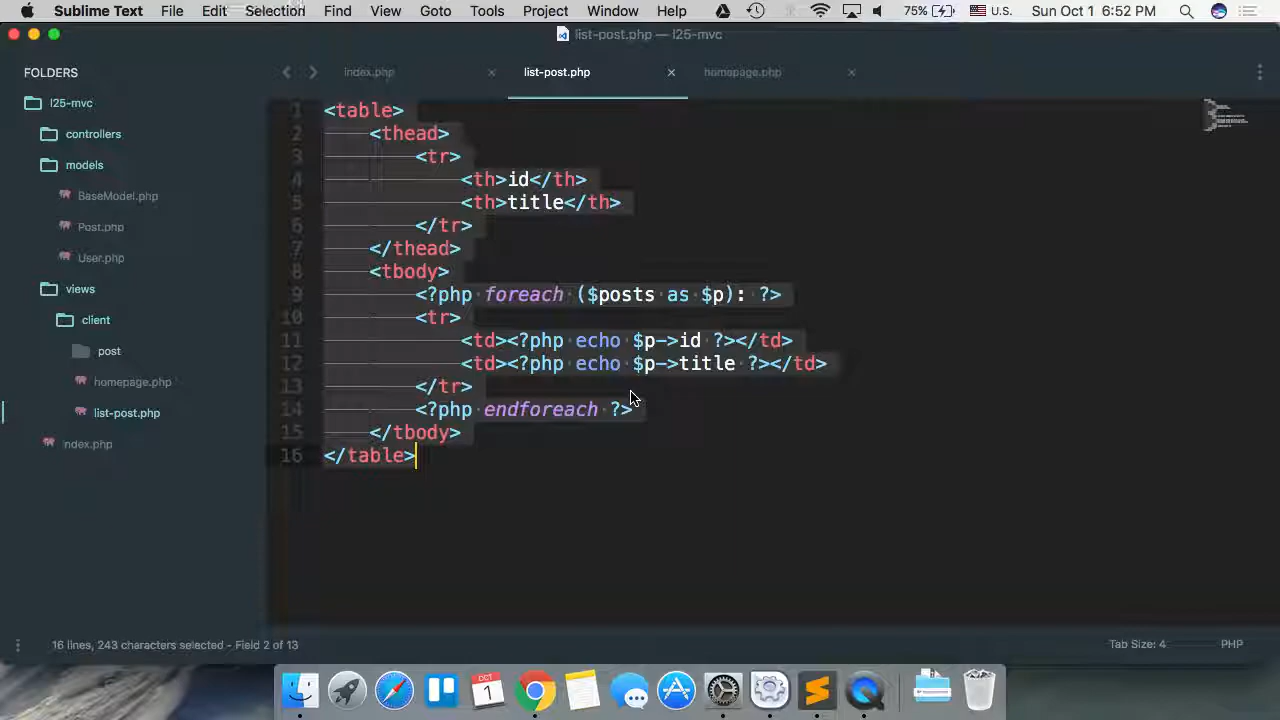 Sublime Text File Edit Selection Find View Goto Tools Project Window Help 75% U.S. Sun Oct 1 6:52 PM
list-post.php — l25-mvc
FOLDERS
l25-mvc
controllers
models
BaseModel.php
Post.php
User.php
views
client
post
homepage.php
list-post.php
index.php
index.php × list-post.php × homepage.php ×
1 <table>
2 <thead>
3 <tr>
4 <th>id</th>
5 <th>title</th>
6 </tr>
7 </thead>
8 <tbody>
9 <?php foreach ($posts as $p): ?>
10 <tr>
11 <td><?php echo $p->id ?></td>
12 <td><?php echo $p->title ?></td>
13 </tr>
14 <?php endforeach ?>
15 </tbody>
16 </table>
16 lines, 243 characters selected - Field 2 of 13 Tab Size: 4 PHP
OCT
1